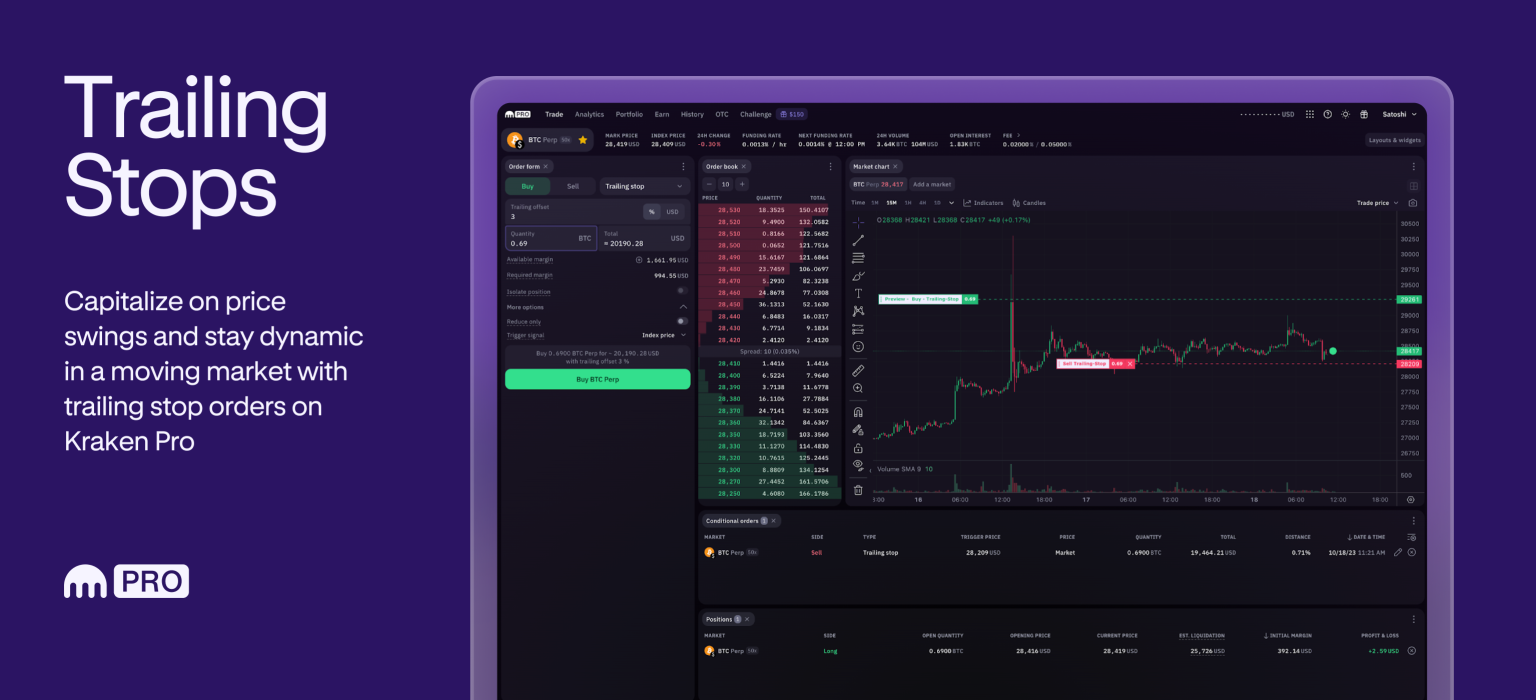 Trailing
Stops
Capitalize on price
swings and stay dynamic
in a moving market with
trailing stop orders on
Kraken Pro
PRO
PRO Trade Analytics Portfolio Earn History OTC Challenge $150 USD Satoshi
BTC Perp 50x
MARK PRICE INDEX PRICE 24H CHANGE FUNDING RATE NEXT FUNDING RATE 24H VOLUME OPEN INTEREST FEE
28,419 USD 28,409 USD -0.30% 0.0013% / hr 0.0014% @ 12:00 PM 3.64K BTC 104M USD 1.83K BTC 0.02000% / 0.05000%
Layouts & widgets
Order form
Buy Sell Trailing stop
Trailing offset
3 % USD
Quantity Total
0.69 BTC ≈ 20190.28 USD
Available margin 1,661.95 USD
Required margin 994.55 USD
Isolate position
More options
Reduce only
Trigger signal Index price
Buy 0.6900 BTC Perp for ~ 20,190.28 USD
with trailing offset 3 %
Buy BTC Perp
Order book
10
PRICE QUANTITY TOTAL
28,530 18.3525 150.4107
28,520 9.4900 132.0582
28,510 0.8166 122.5682
28,500 0.0652 121.7516
28,490 15.6167 121.6864
28,480 23.7459 106.0697
28,470 5.2930 82.3238
28,460 24.8678 77.0308
28,450 36.1313 52.1630
28,440 6.8483 16.0317
28,430 6.7714 9.1834
28,420 2.4120 2.4120
Spread: 10 (0.035%)
28,410 1.4416 1.4416
28,400 6.5224 7.9640
28,390 3.7138 11.6778
28,380 16.1106 27.7884
28,370 24.7141 52.5025
28,360 32.1342 84.6367
28,350 18.7193 103.3560
28,330 11.1270 114.4830
28,320 10.7615 125.2445
28,300 8.8809 134.1254
28,270 27.4452 161.5706
28,250 4.6080 166.1786
Market chart
BTC Perp 28,417 Add a market
Time 1M 15M 1H 4H 1D Indicators Candles Trade price
O28368 H28421 L28368 C28417 +49 (+0.17%)
30500
30250
30000
29750
29500
Preview · Buy · Trailing-Stop 0.69 29261
29000
28750
28417
Sell Trailing-Stop 0.69 28209
28000
27750
27500
27250
27000
26750
Volume SMA 9 10
500
18 06:00 12:00 18:00 17 06:00 12:00 18:00 18 06:00 12:00 18:00
Conditional orders 1
MARKET SIDE TYPE TRIGGER PRICE PRICE QUANTITY TOTAL DISTANCE DATE & TIME
BTC Perp 50x Sell Trailing stop 28,209 USD Market 0.6900 BTC 19,464.21 USD 0.71% 10/18/23 11:21 AM
Positions 1
MARKET SIDE OPEN QUANTITY OPENING PRICE CURRENT PRICE EST. LIQUIDATION INITIAL MARGIN PROFIT & LOSS
BTC Perp 50x Long 0.6900 BTC 28,416 USD 28,419 USD 25,726 USD 392.14 USD +2.59 USD